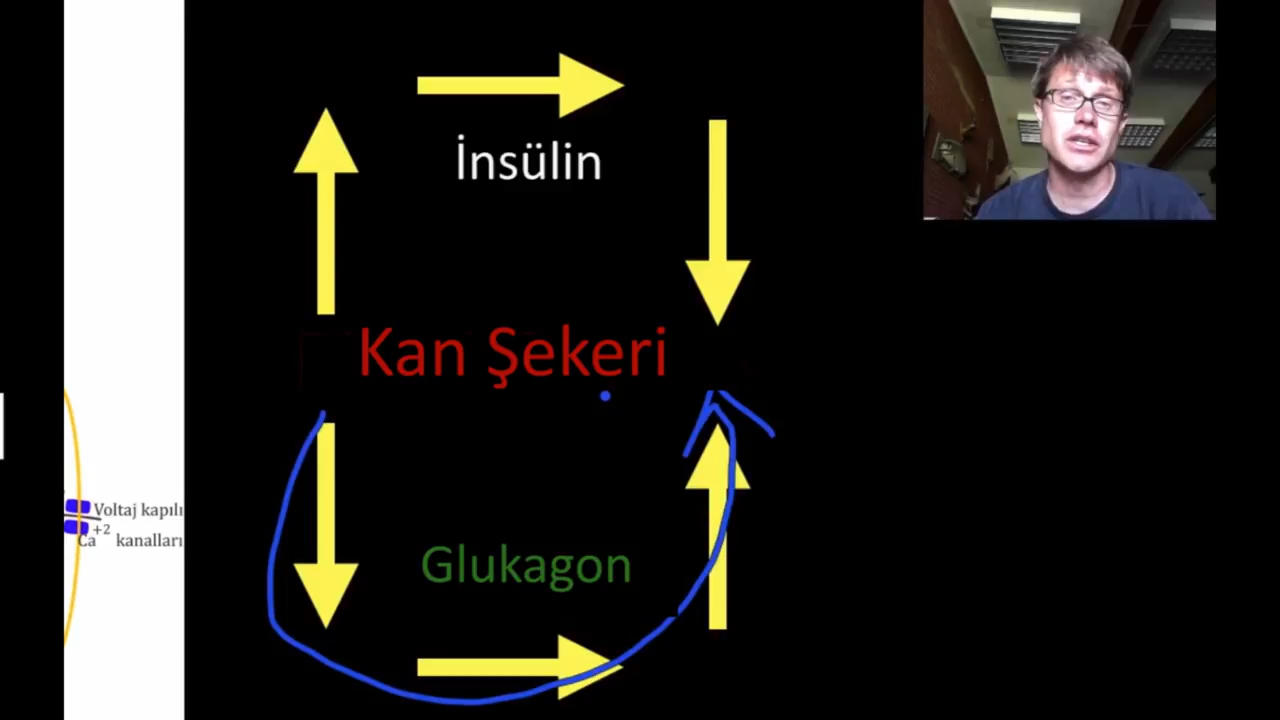 İnsülin
Kan Şekeri
Glukagon
Voltaj kapılı
Ca+2 kanalları